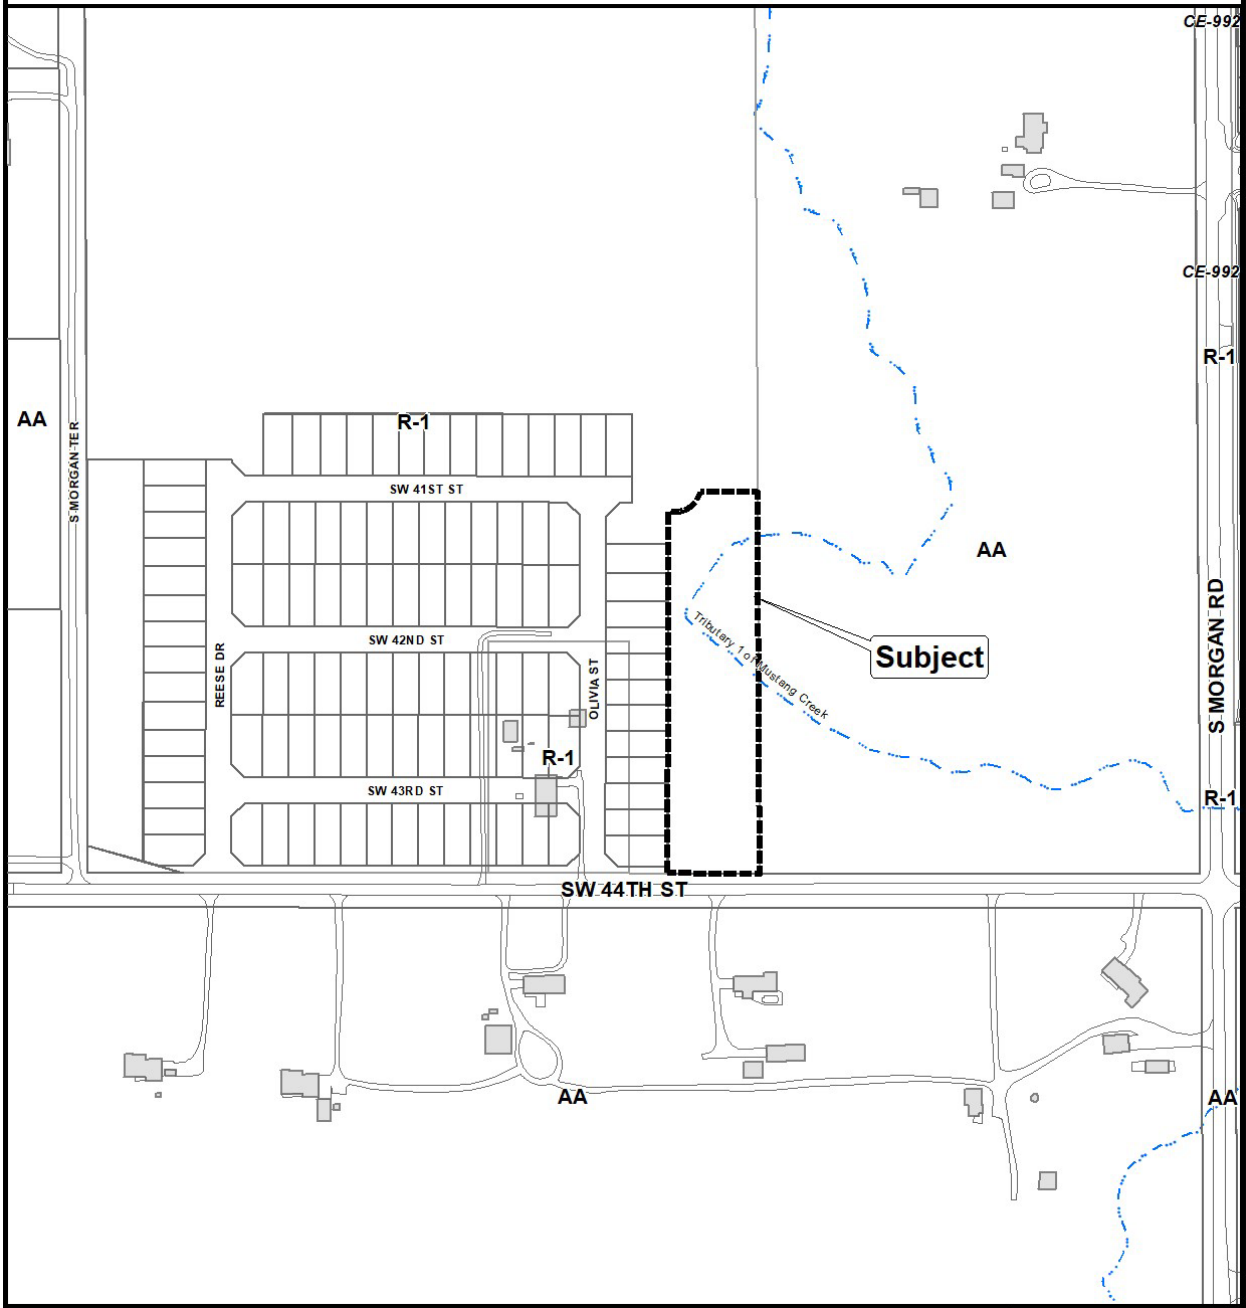 CE-992
CE-992
R-1
AA
R-1
S MORGAN TER
SW 41ST ST
AA
S MORGAN RD
Tributary 1 of Mustang Creek
Subject
SW 42ND ST
REESE DR
OLIVIA ST
R-1
SW 43RD ST
R-1
SW 44TH ST
AA
AA